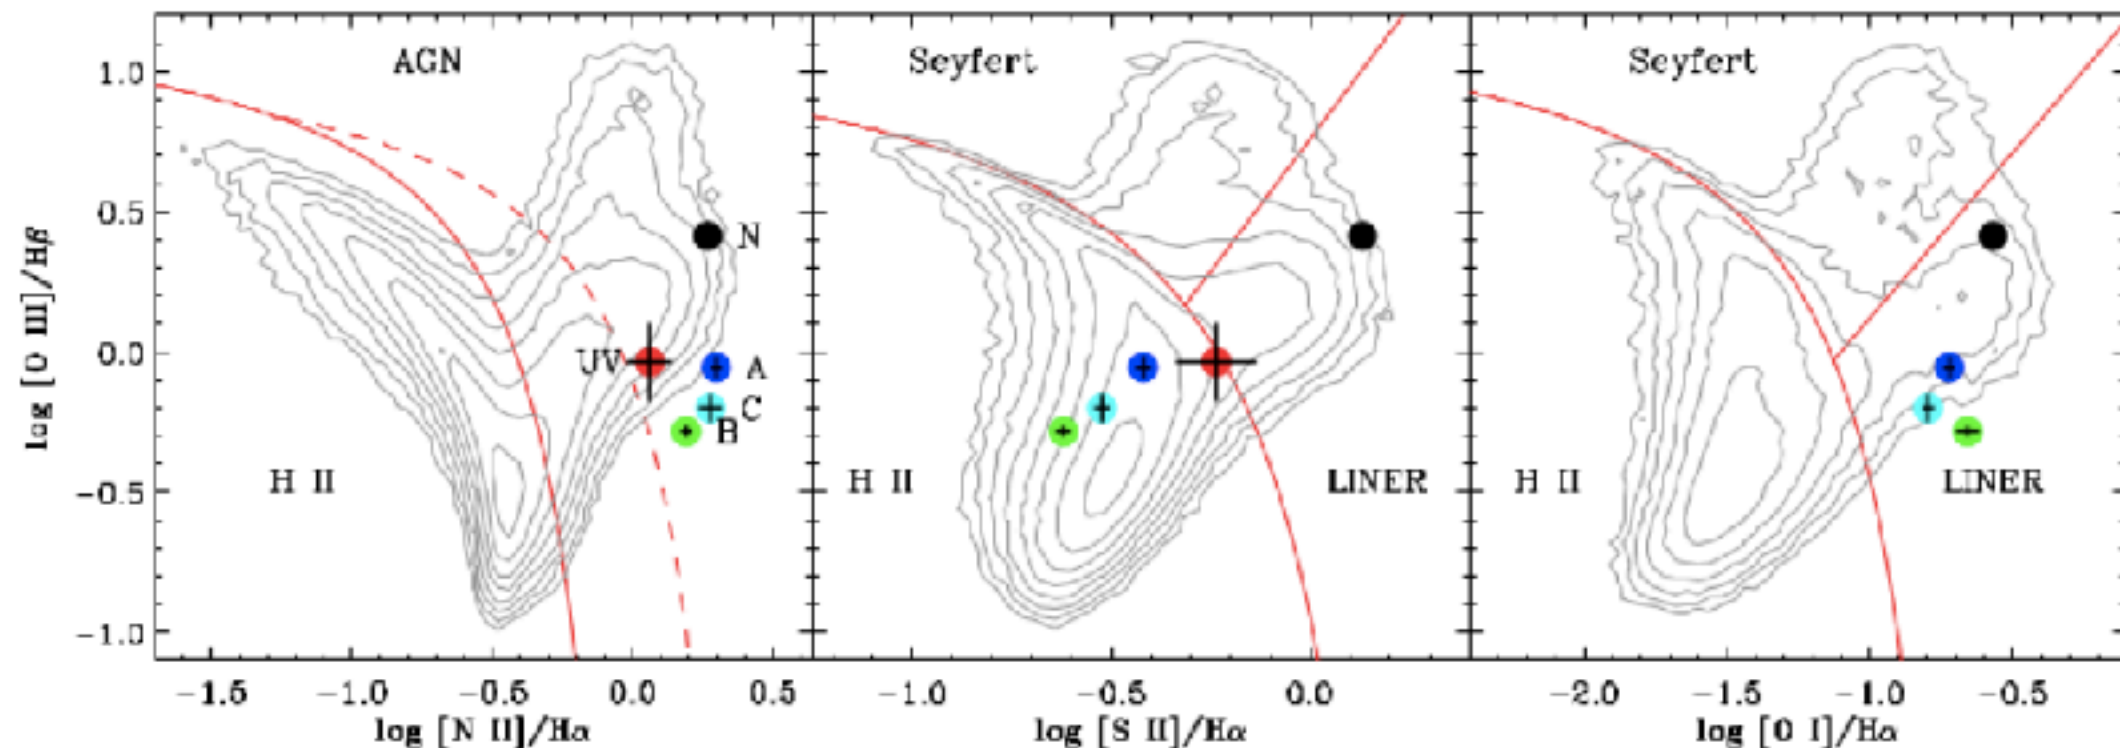 AGN
Seyfert
Seyfert
1.0
0.5
N
log [O III]/Hβ
0.0
UV
A
C
B
H II
H II
LINER
H II
LINER
−0.5
−1.0
−1.5
−1.0
−0.5
0.0
0.5
−1.0
−0.5
0.0
−2.0
−1.5
−1.0
−0.5
log [N II]/Hα
log [S II]/Hα
log [O I]/Hα